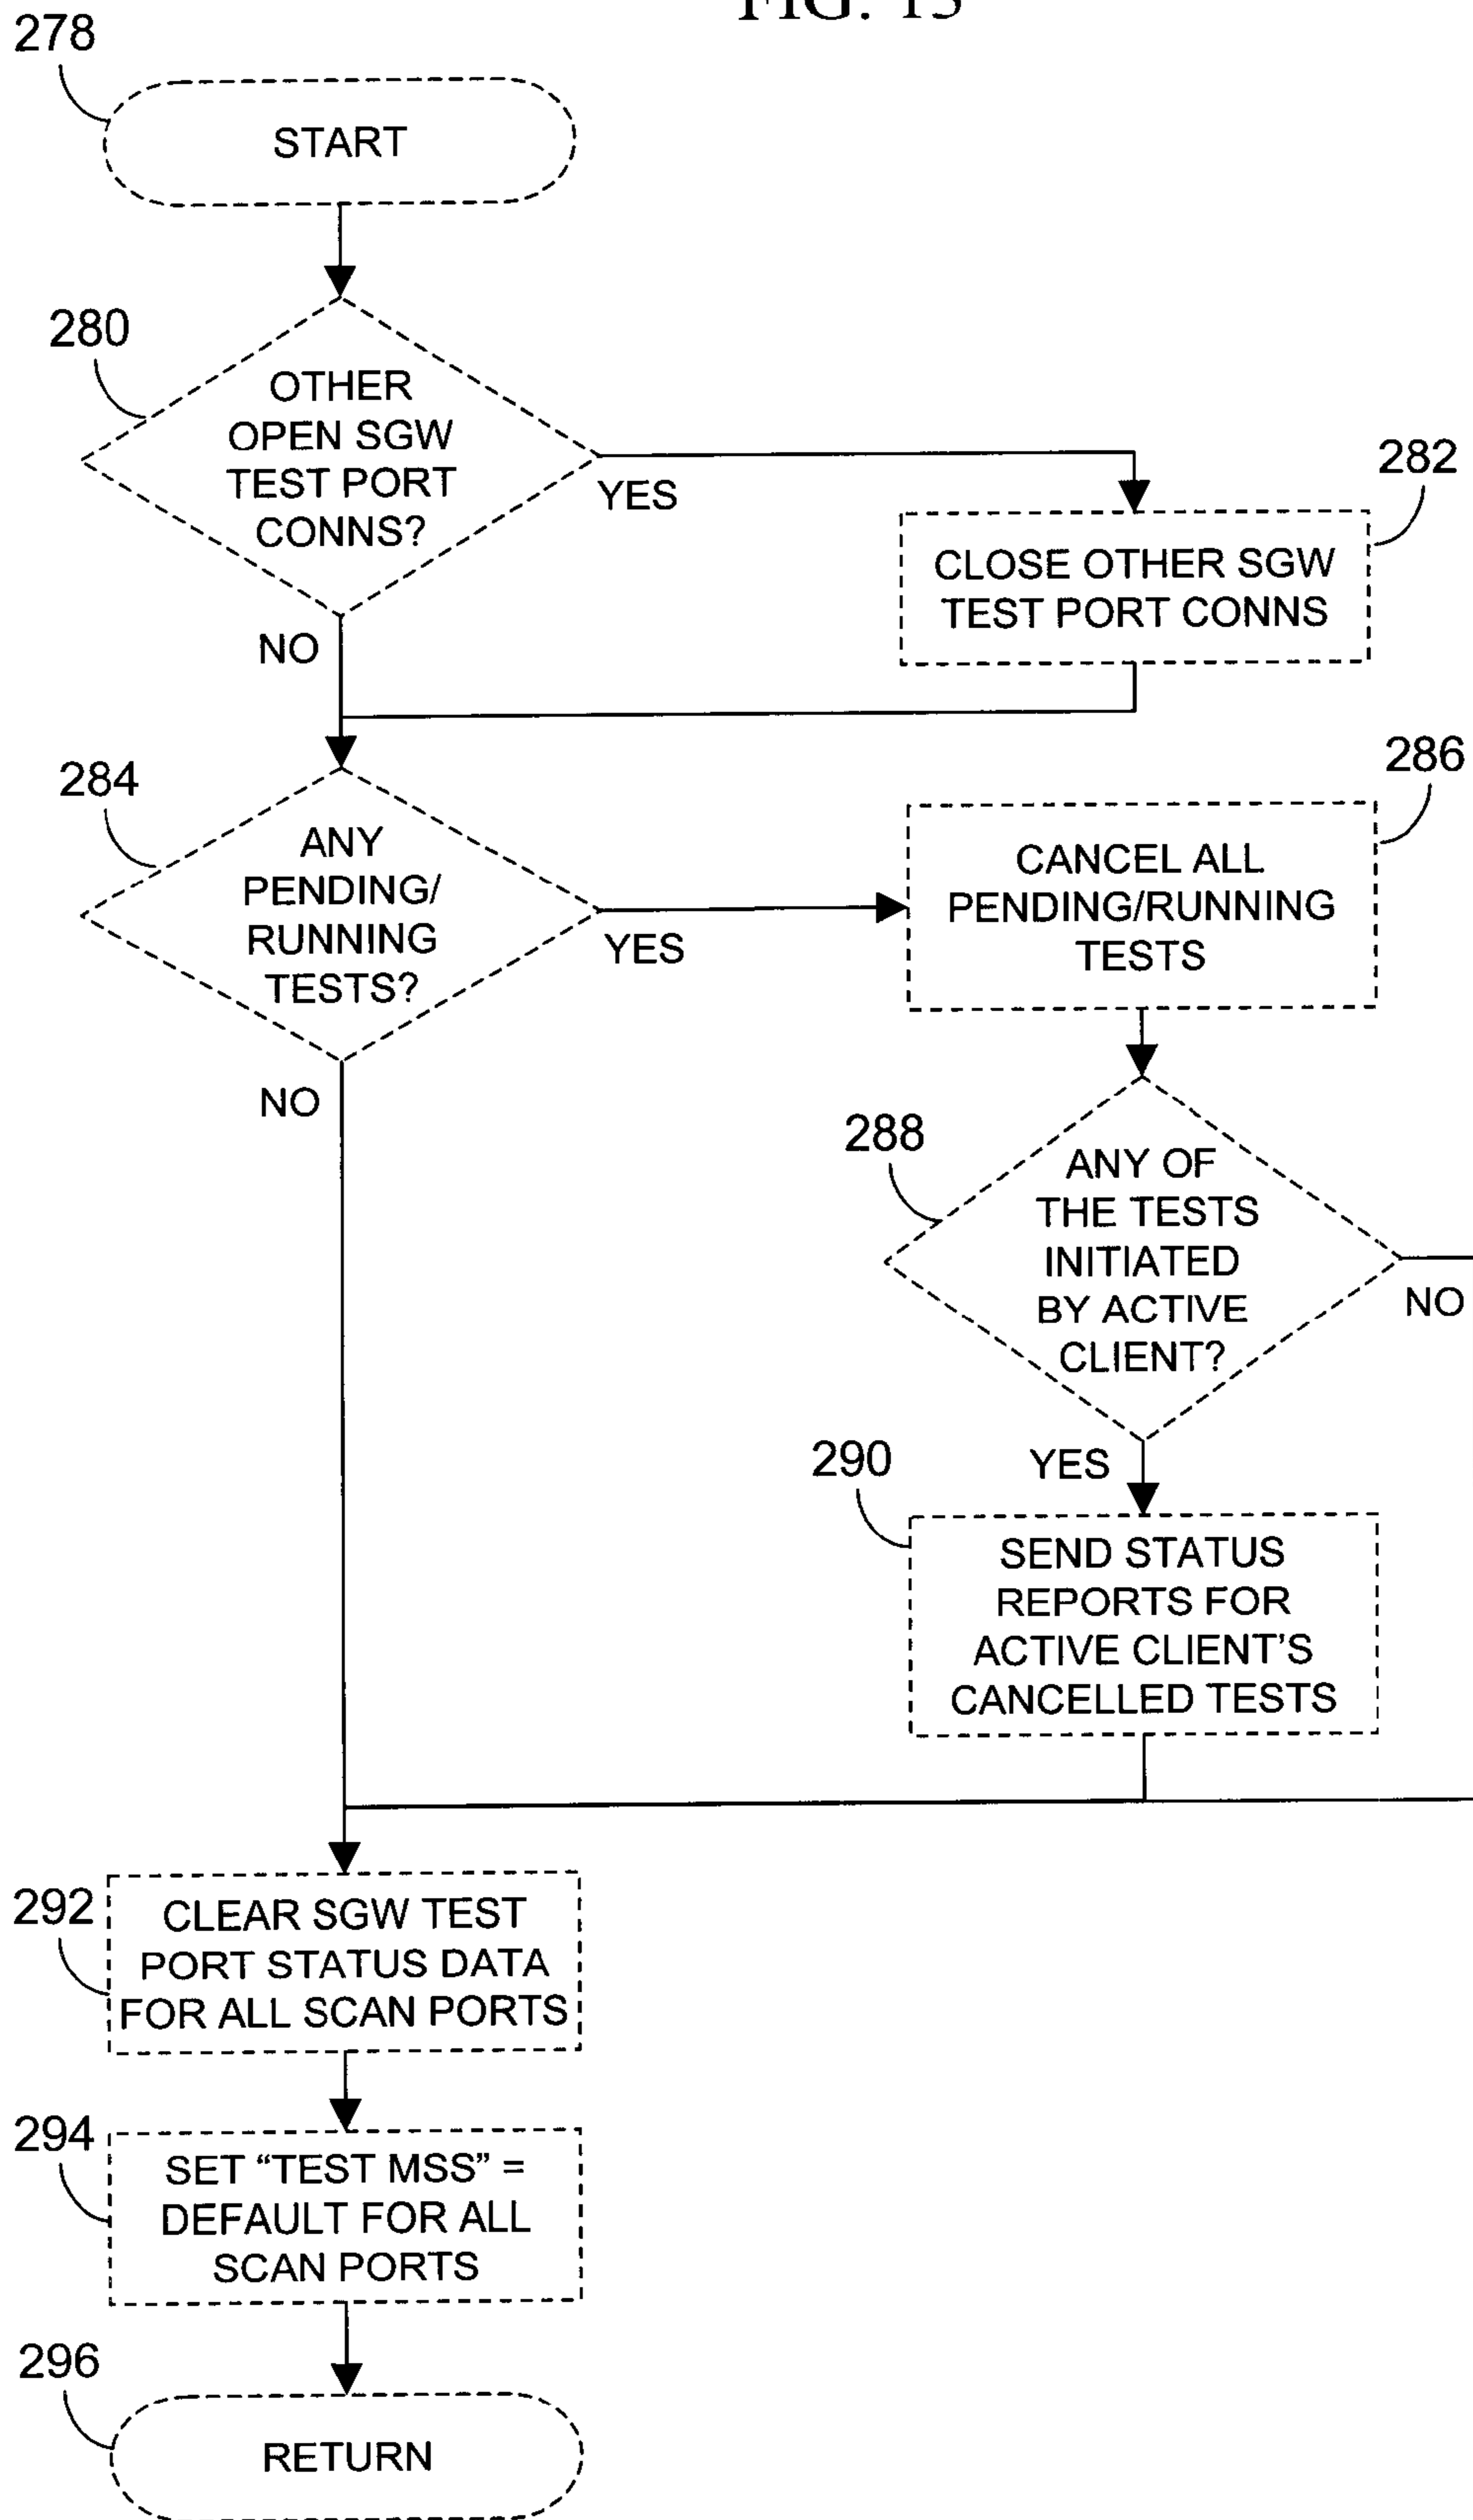 FIG. 15
278
START
280
OTHER
OPEN SGW
TEST PORT
CONNS?
YES
282
CLOSE OTHER SGW
TEST PORT CONNS
NO
284
ANY
PENDING/
RUNNING
TESTS?
YES
286
CANCEL ALL
PENDING/RUNNING
TESTS
NO
288
ANY OF
THE TESTS
INITIATED
BY ACTIVE
CLIENT?
NO
YES
290
SEND STATUS
REPORTS FOR
ACTIVE CLIENT'S
CANCELLED TESTS
292
CLEAR SGW TEST
PORT STATUS DATA
FOR ALL SCAN PORTS
294
SET “TEST MSS” =
DEFAULT FOR ALL
SCAN PORTS
296
RETURN